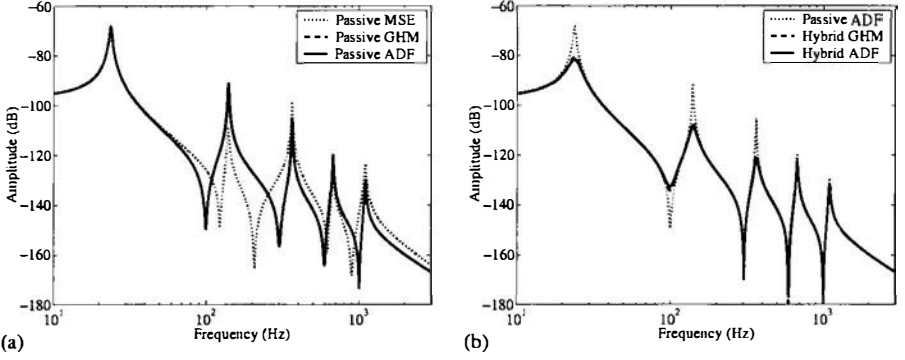 Passive MSE
Passive GHM
Passive ADF
-60
-80
-100
-120
-140
-160
-180
Amplitude (dB)
10¹
10²
10³
Frequency (Hz)
(a)
Passive ADF
Hybrid GHM
Hybrid ADF
-60
-80
-100
-120
-140
-160
-180
Amplitude (dB)
10¹
10²
10³
Frequency (Hz)
(b)